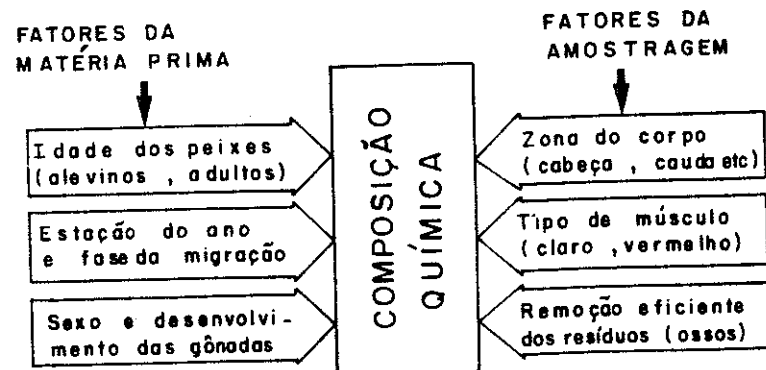 FATORES DA
MATÉRIA PRIMA
Idade dos peixes
(alevinos , adultos)
Estação do ano
e fase da migração
Sexo e desenvolvi-
mento das gônadas
COMPOSIÇÃO
QUÍMICA
FATORES DA
AMOSTRAGEM
Zona do corpo
(cabeça , cauda etc)
Tipo de músculo
(claro , vermelho)
Remoção eficiente
dos resíduos (ossos)